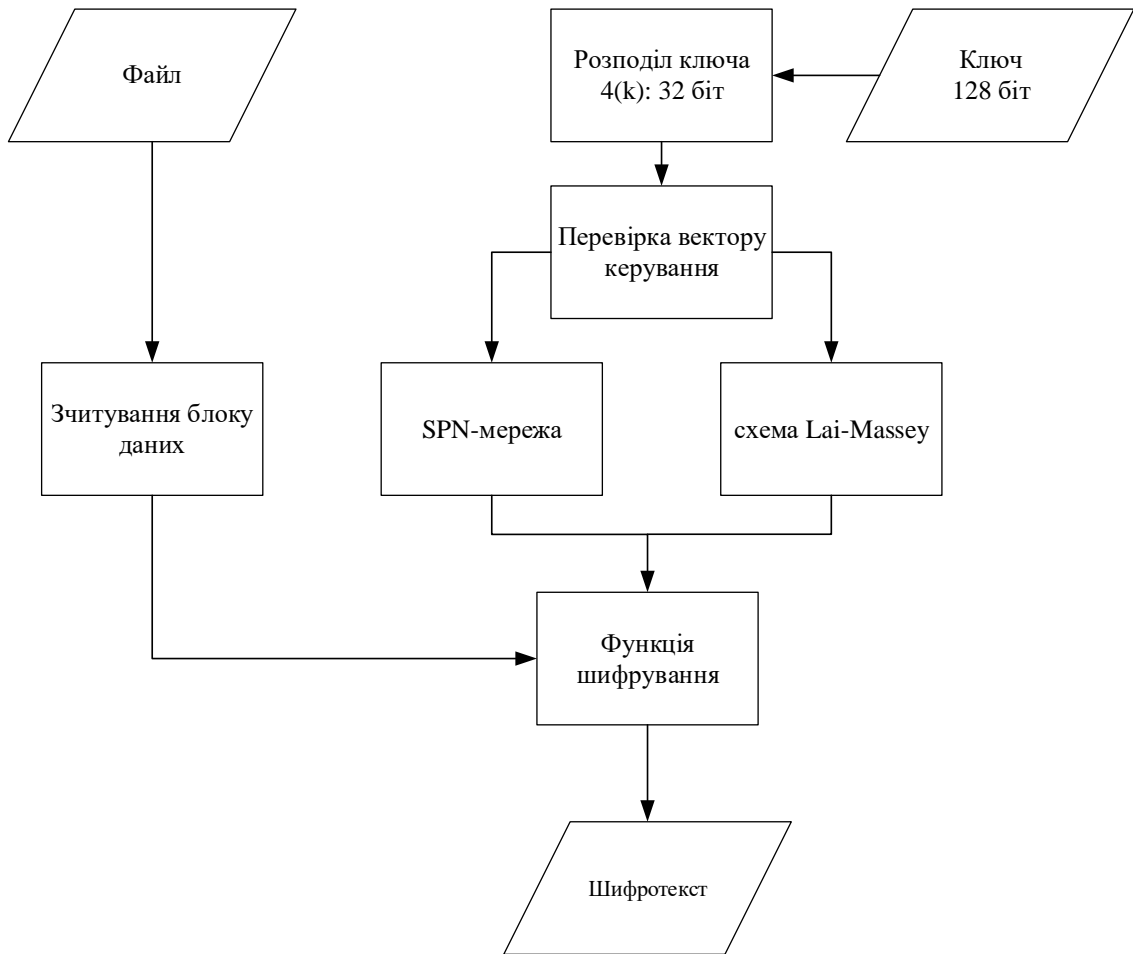 Файл
Розподіл ключа
4(k): 32 біт
Ключ
128 біт
Перевірка вектору
керування
Зчитування блоку
даних
SPN-мережа
схема Lai-Massey
Функція
шифрування
Шифротекст